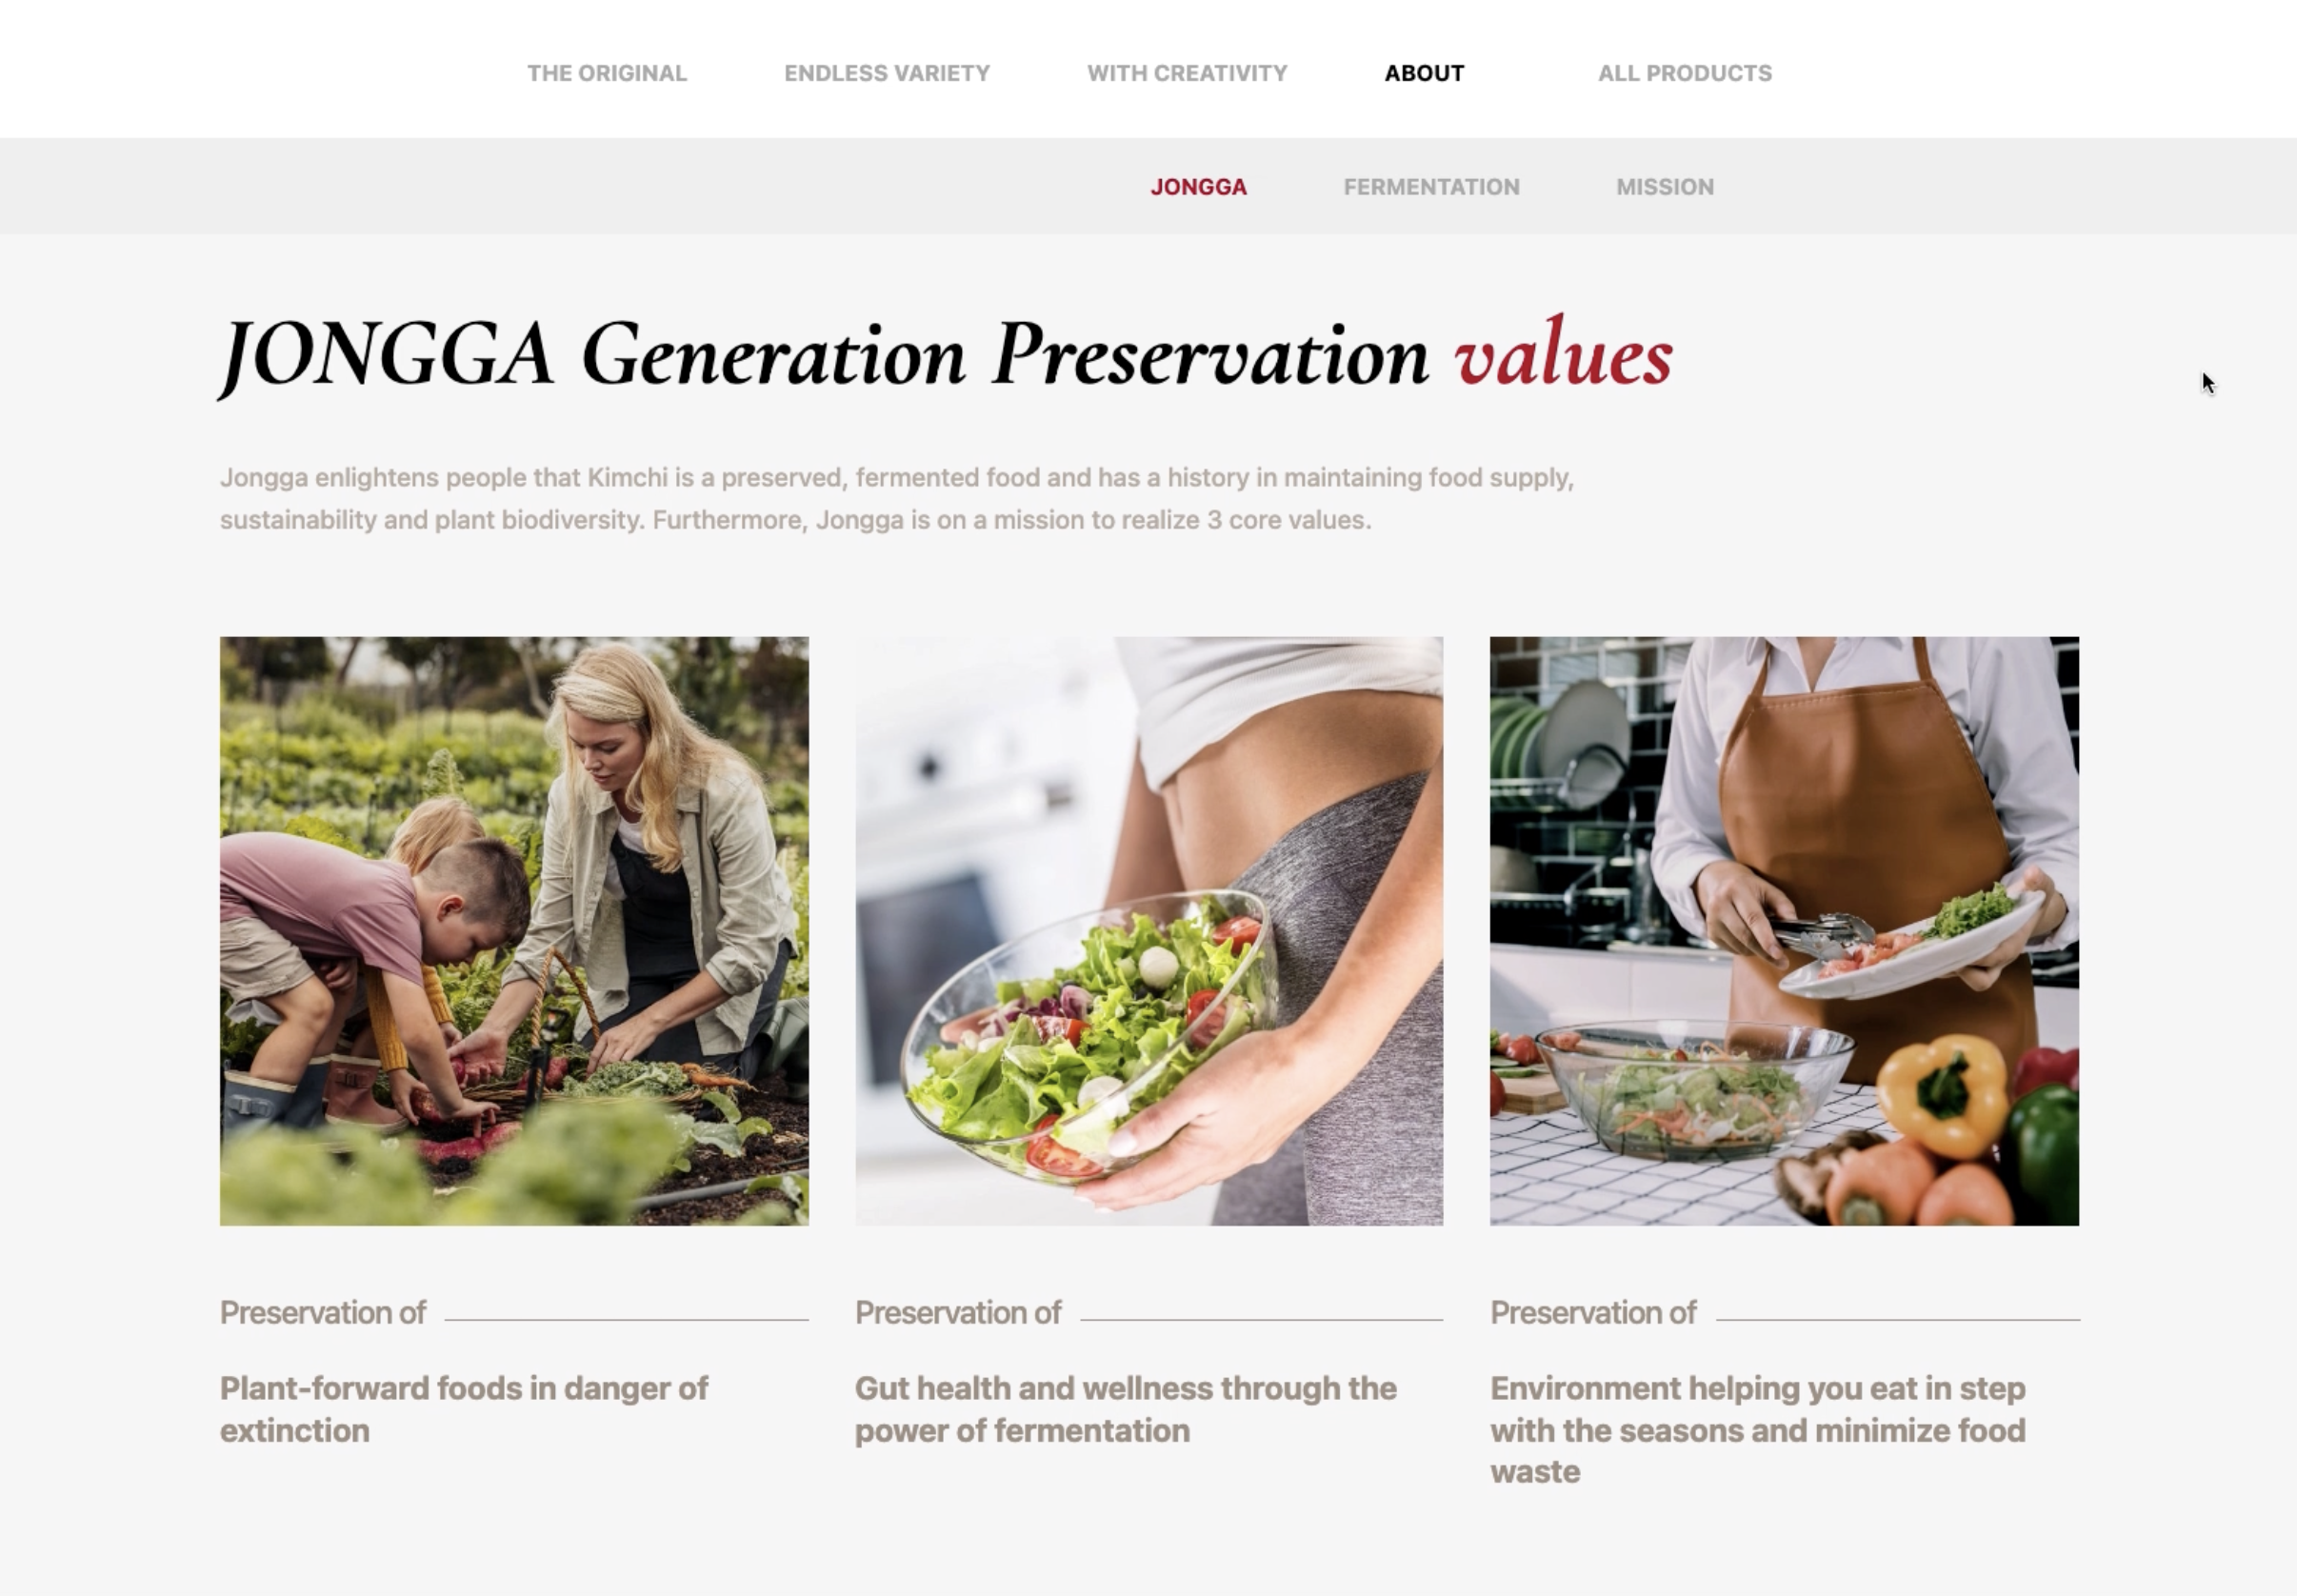 THE ORIGINAL ENDLESS VARIETY WITH CREATIVITY ABOUT ALL PRODUCTS
JONGGA FERMENTATION MISSION
JONGGA Generation Preservation values
Jongga enlightens people that Kimchi is a preserved, fermented food and has a history in maintaining food supply,
sustainability and plant biodiversity. Furthermore, Jongga is on a mission to realize 3 core values.
Preservation of
Plant-forward foods in danger of
extinction
Preservation of
Gut health and wellness through the
power of fermentation
Preservation of
Environment helping you eat in step
with the seasons and minimize food
waste